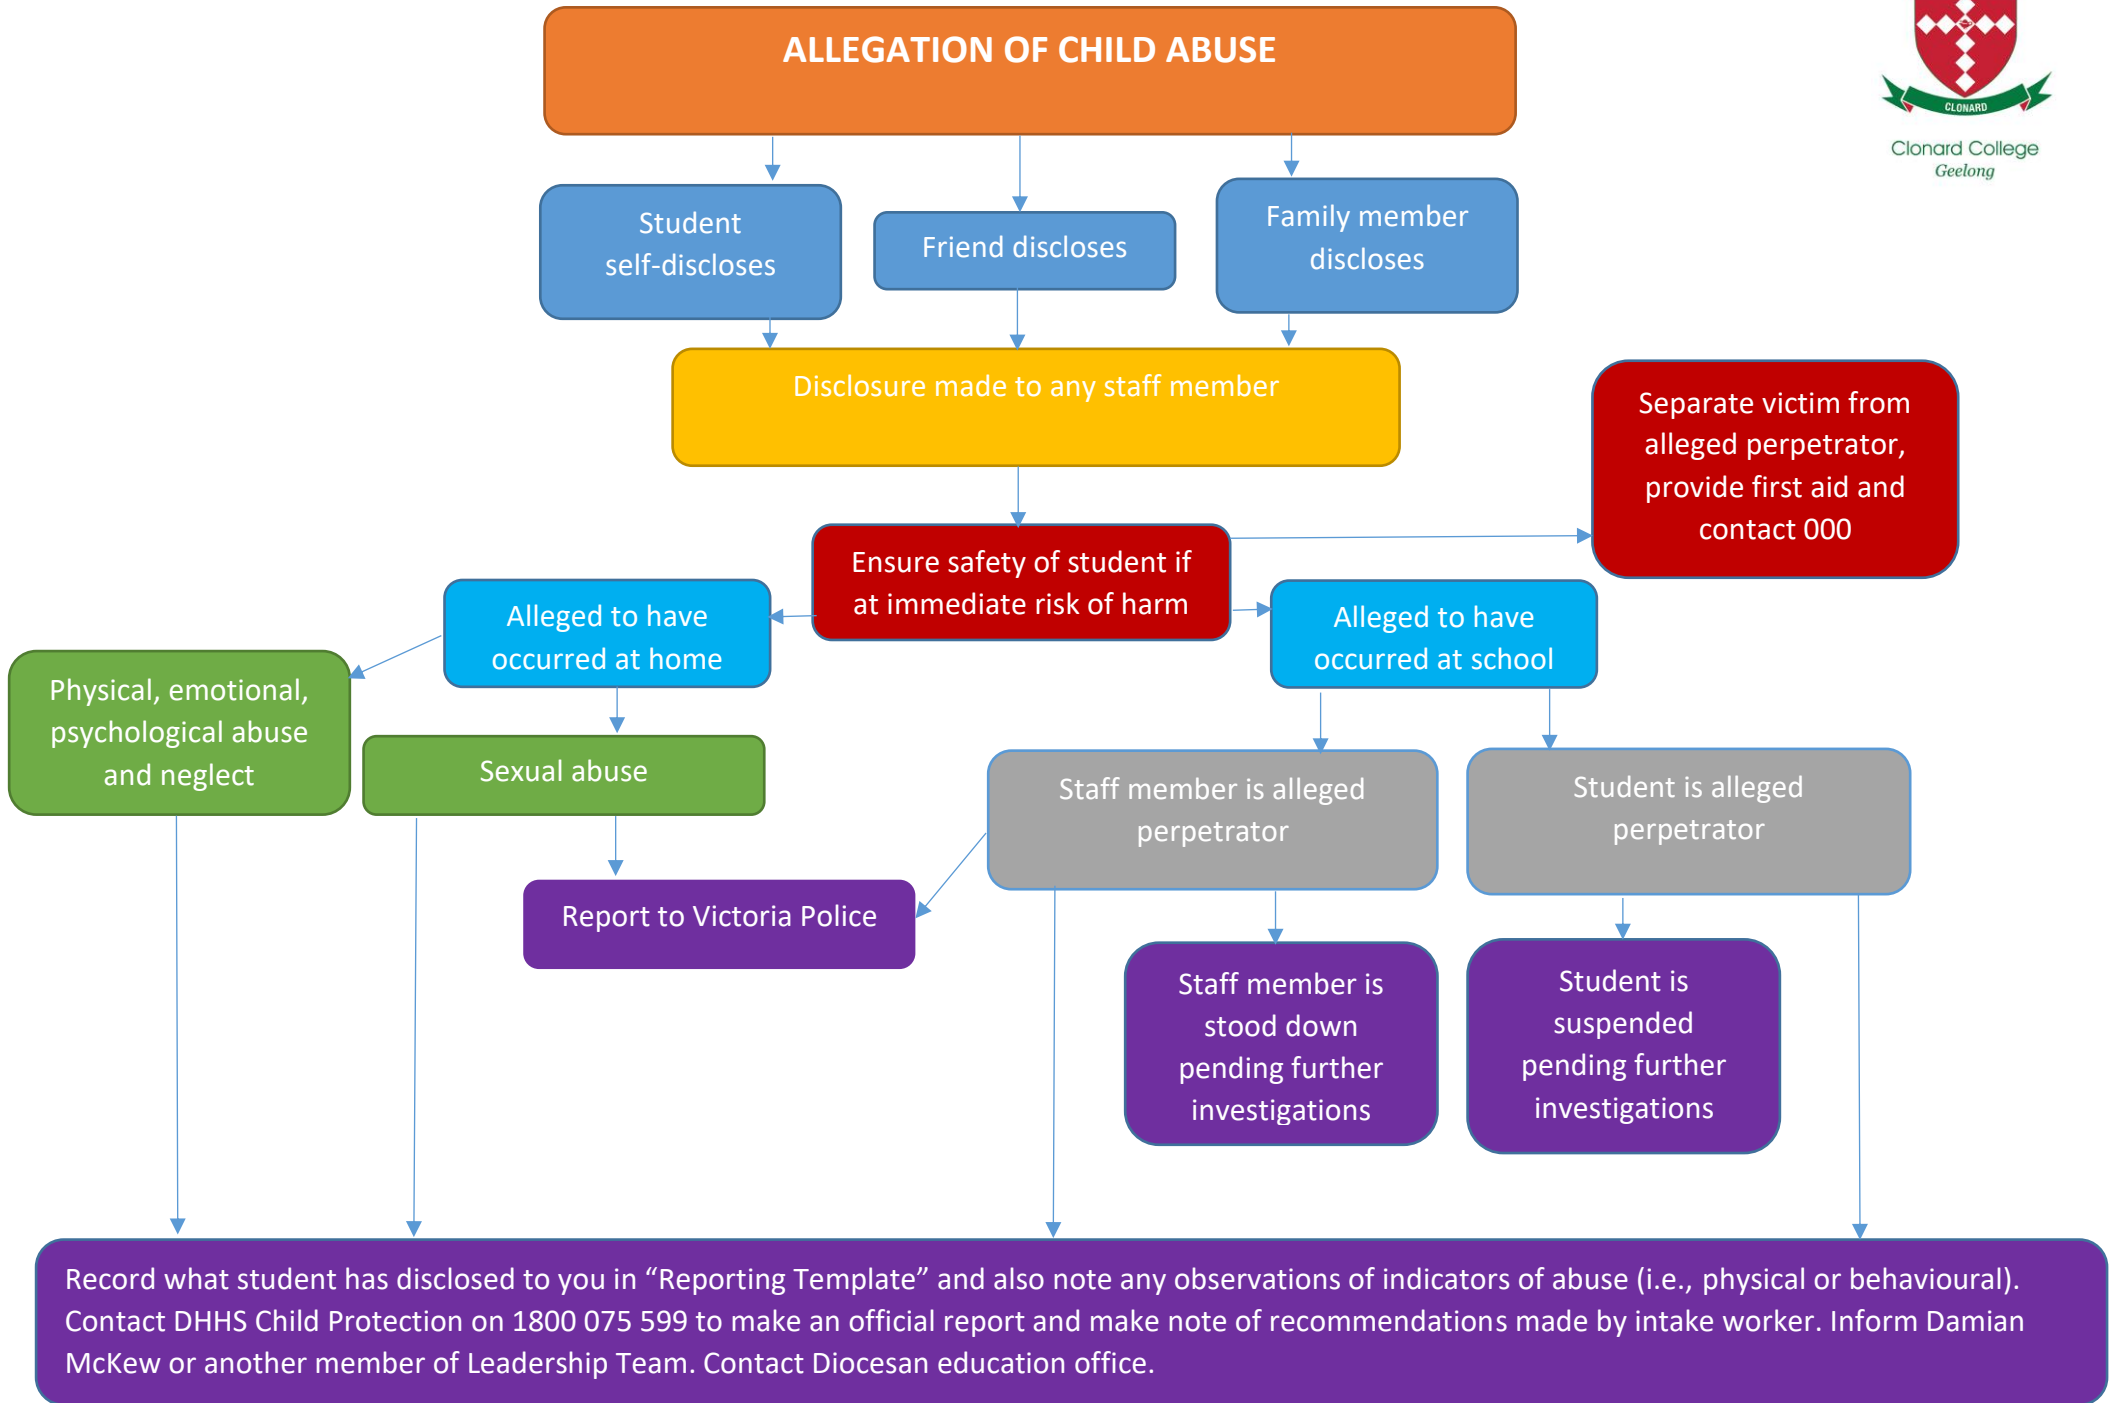 ALLEGATION OF CHILD ABUSE
CLONARD
Clonard College
Geelong
Student
self-discloses
Friend discloses
Family member
discloses
Disclosure made to any staff member
Separate victim from
alleged perpetrator,
provide first aid and
contact 000
Ensure safety of student if
at immediate risk of harm
Alleged to have
occurred at home
Alleged to have
occurred at school
Physical, emotional,
psychological abuse
and neglect
Sexual abuse
Staff member is alleged
perpetrator
Student is alleged
perpetrator
Report to Victoria Police
Staff member is
stood down
pending further
investigations
Student is
suspended
pending further
investigations
Record what student has disclosed to you in “Reporting Template” and also note any observations of indicators of abuse (i.e., physical or behavioural).
Contact DHHS Child Protection on 1800 075 599 to make an official report and make note of recommendations made by intake worker. Inform Damian
McKew or another member of Leadership Team. Contact Diocesan education office.